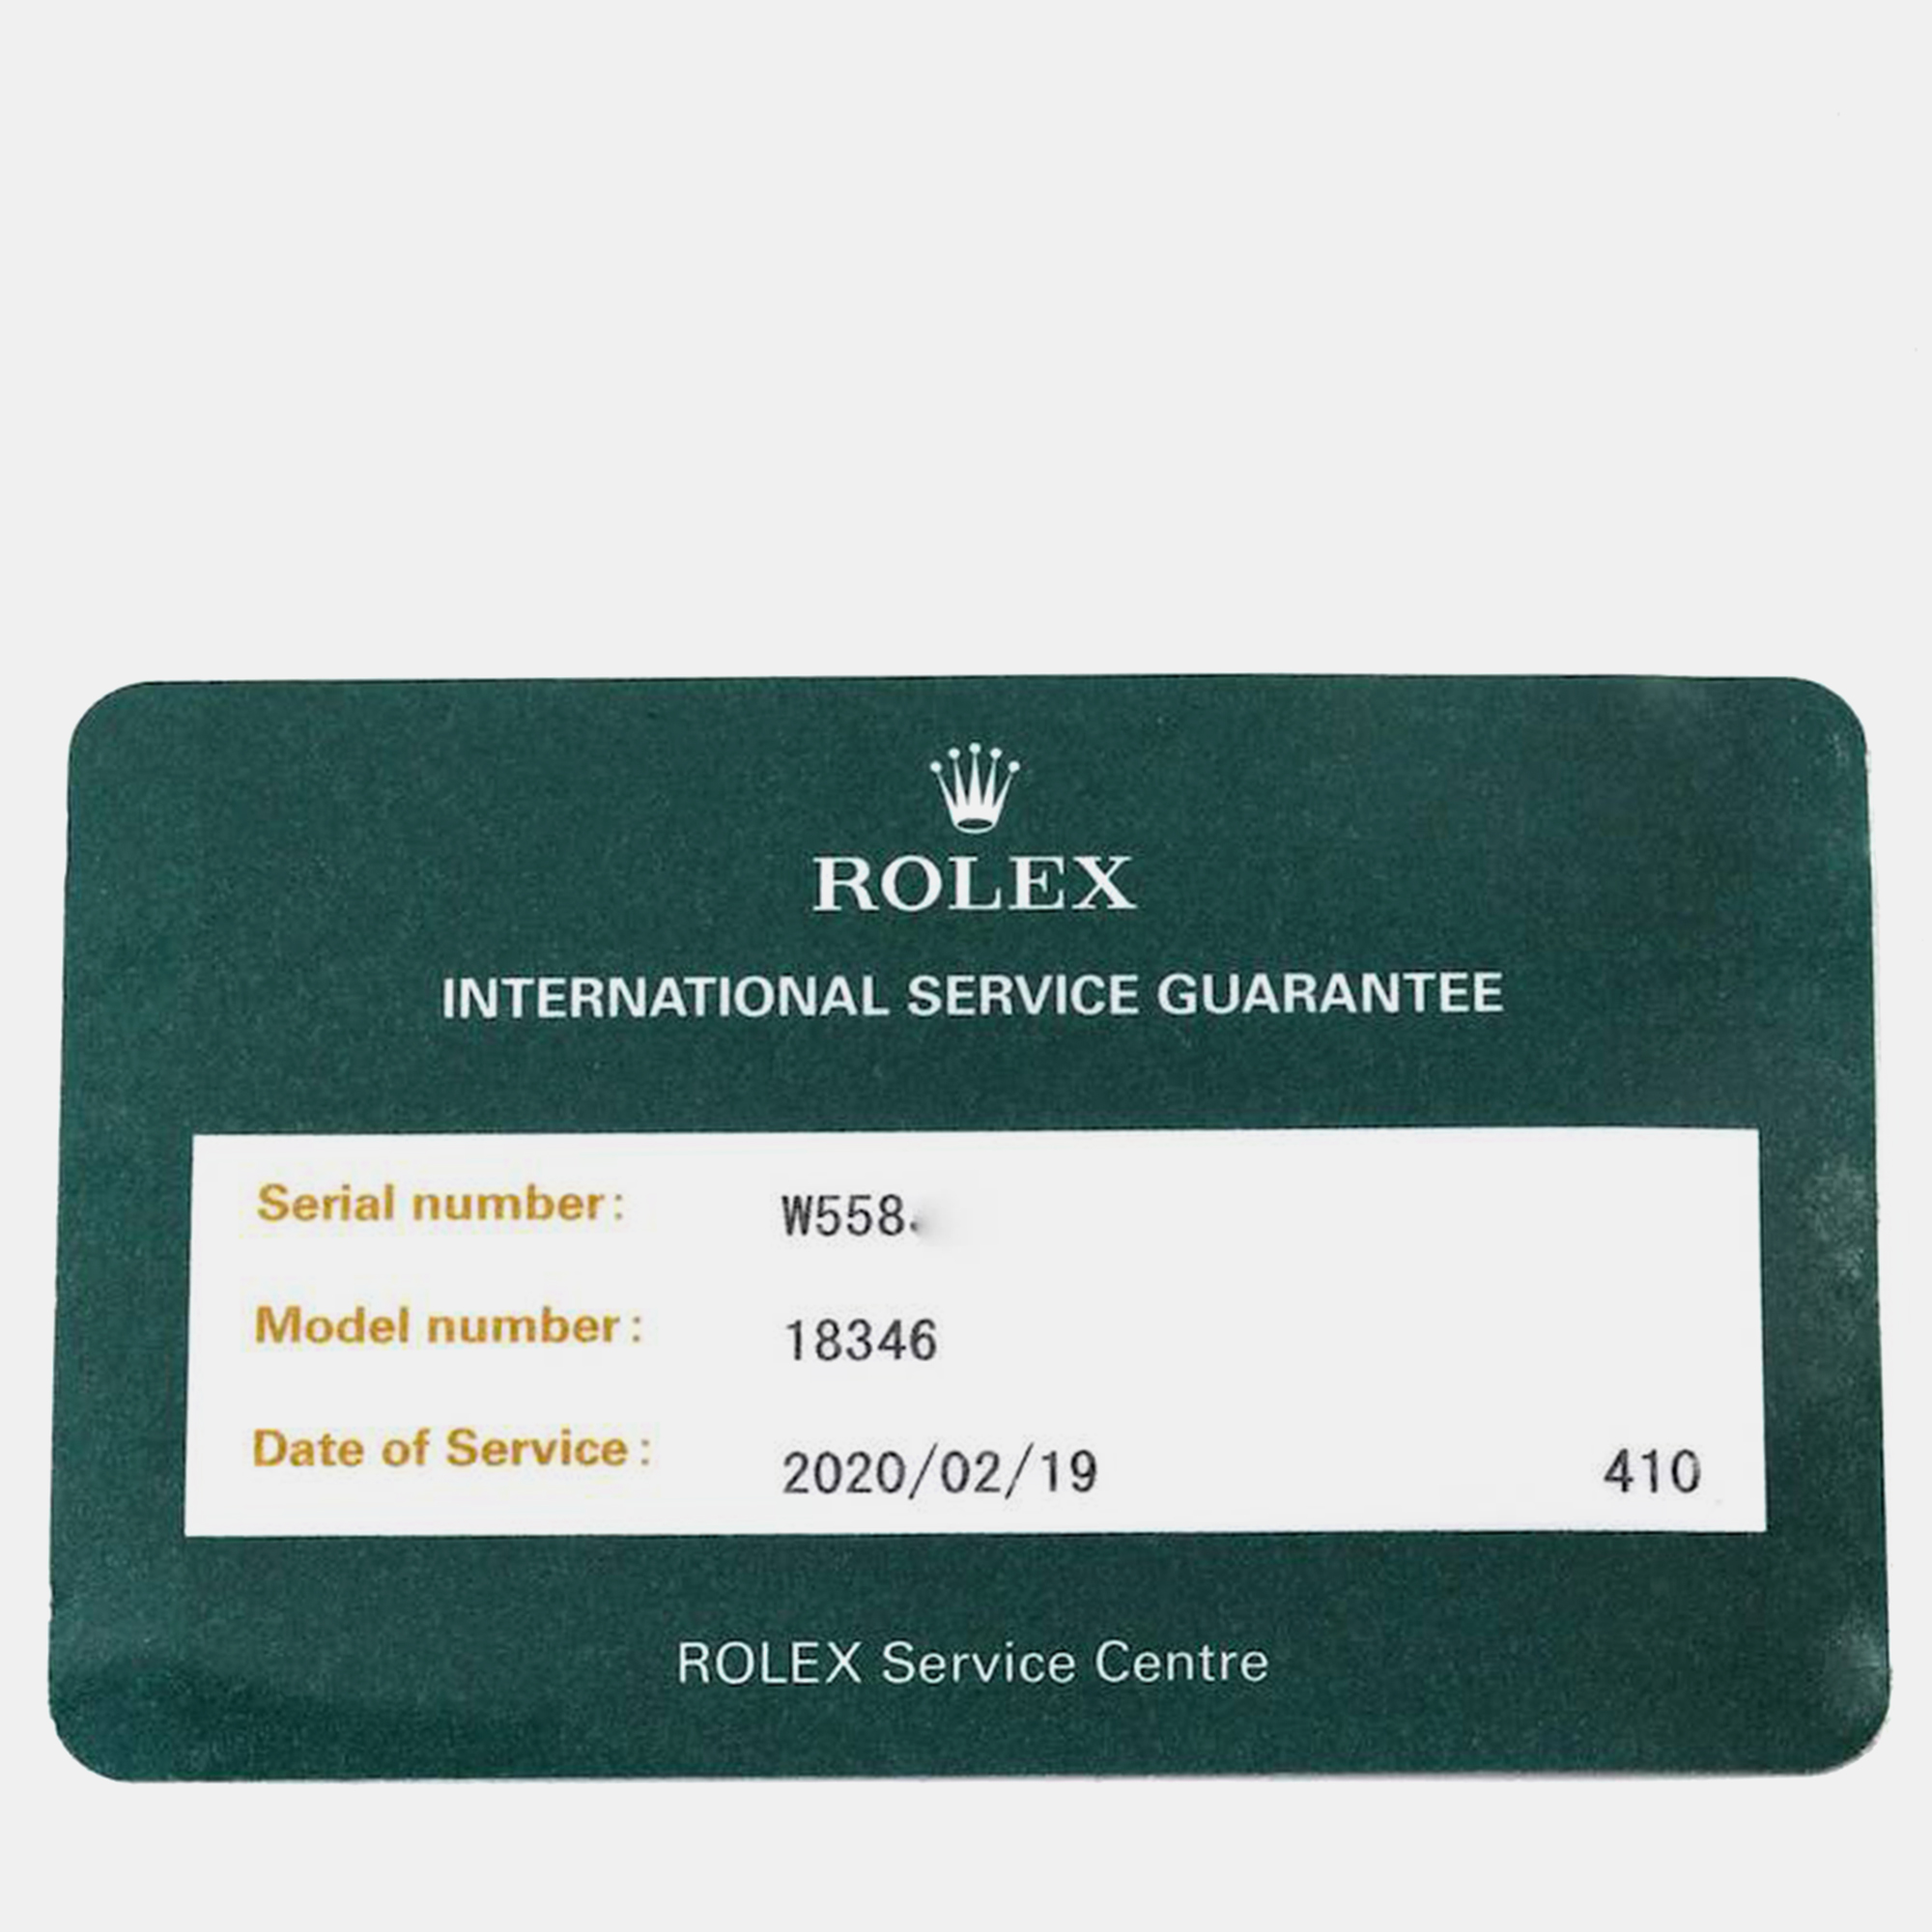 ROLEX
INTERNATIONAL SERVICE GUARANTEE
Serial number: W558
Model number: 18346
Date of Service: 2020/02/19 410
ROLEX Service Centre